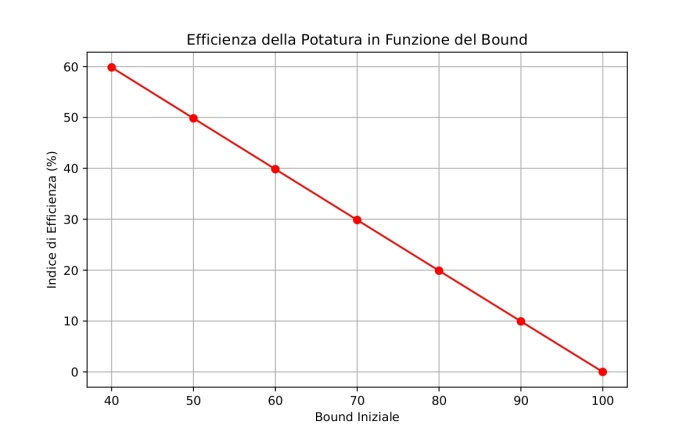 Efficienza della Potatura in Funzione del Bound
Indice di Efficienza (%)
60
50
40
30
20
10
0
40 50 60 70 80 90 100
Bound Iniziale